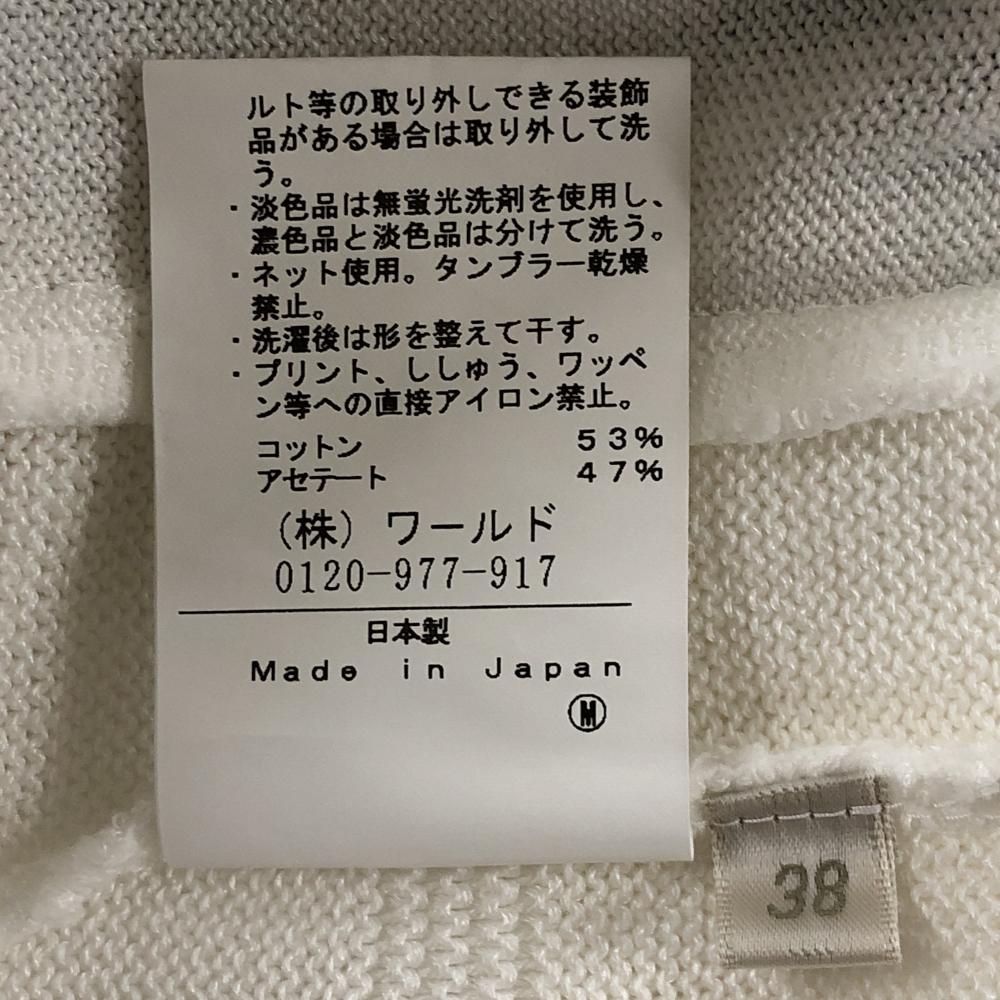 ルト等の取り外しできる装飾
品がある場合は取り外して洗
う。
・淡色品は無蛍光洗剤を使用し、
濃色品と淡色品は分けて洗う。
・ネット使用。タンブラー乾燥
禁止。
・洗濯後は形を整えて干す。
・プリント、ししゅう、ワッペ
ン等への直接アイロン禁止。
コットン 53%
アセテート 47%
(株) ワールド
0120-977-917
日本製
Made in Japan
Ⓜ
38